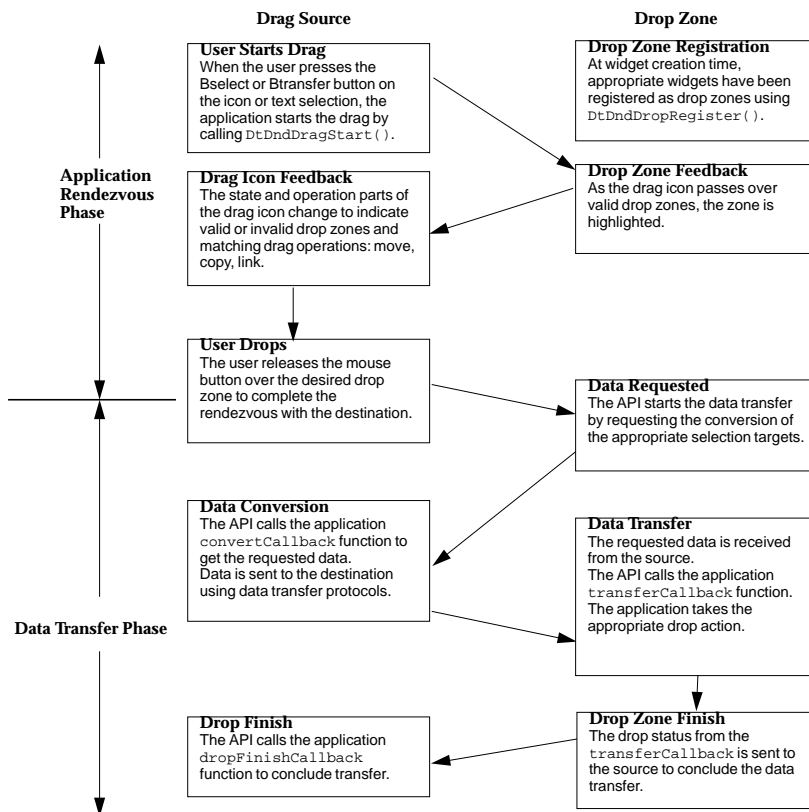 Drag Source
Drop Zone
User Starts Drag
When the user presses the
Bselect or Btransfer button on
the icon or text selection, the
application starts the drag by
calling DtDndDragStart().
Drop Zone Registration
At widget creation time,
appropriate widgets have been
registered as drop zones using
DtDndDropRegister().
Application
Rendezvous
Phase
Drag Icon Feedback
The state and operation parts of
the drag icon change to indicate
valid or invalid drop zones and
matching drag operations: move,
copy, link.
Drop Zone Feedback
As the drag icon passes over
valid drop zones, the zone is
highlighted.
User Drops
The user releases the mouse
button over the desired drop
zone to complete the
rendezvous with the destination.
Data Requested
The API starts the data transfer
by requesting the conversion of
the appropriate selection targets.
Data Conversion
The API calls the application
convertCallback function to
get the requested data.
Data is sent to the destination
using data transfer protocols.
Data Transfer
The requested data is received
from the source.
The API calls the application
transferCallback function.
The application takes the
appropriate drop action.
Data Transfer Phase
Drop Finish
The API calls the application
dropFinishCallback
function to conclude transfer.
Drop Zone Finish
The drop status from the
transferCallback is sent to
the source to conclude the data
transfer.